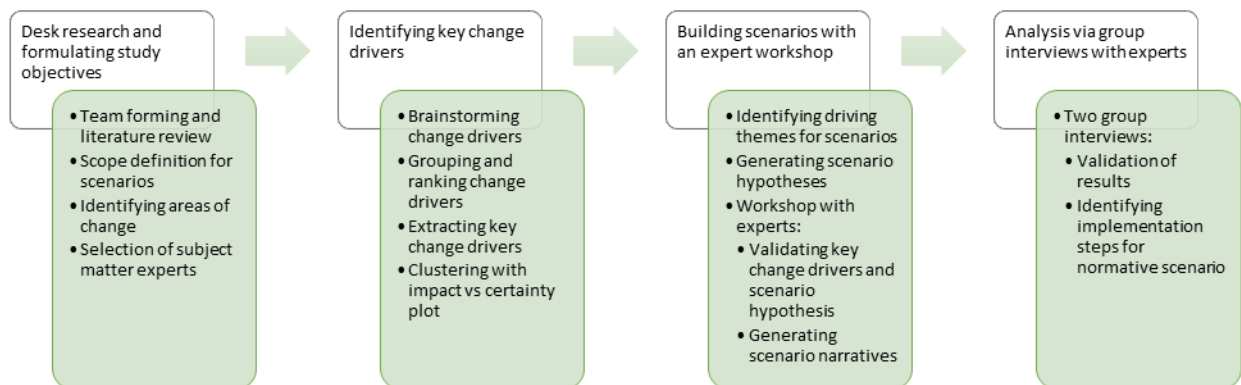 Desk research and
formulating study
objectives
• Team forming and
literature review
• Scope definition for
scenarios
• Identifying areas of
change
• Selection of subject
matter experts
Identifying key change
drivers
• Brainstorming
change drivers
• Grouping and
ranking change
drivers
• Extracting key
change drivers
• Clustering with
impact vs certainty
plot
Building scenarios with
an expert workshop
• Identifying driving
themes for scenarios
• Generating scenario
hypotheses
• Workshop with
experts:
• Validating key
change drivers and
scenario
hypothesis
• Generating
scenario narratives
Analysis via group
interviews with experts
• Two group
interviews:
• Validation of
results
• Identifying
implementation
steps for
normative scenario